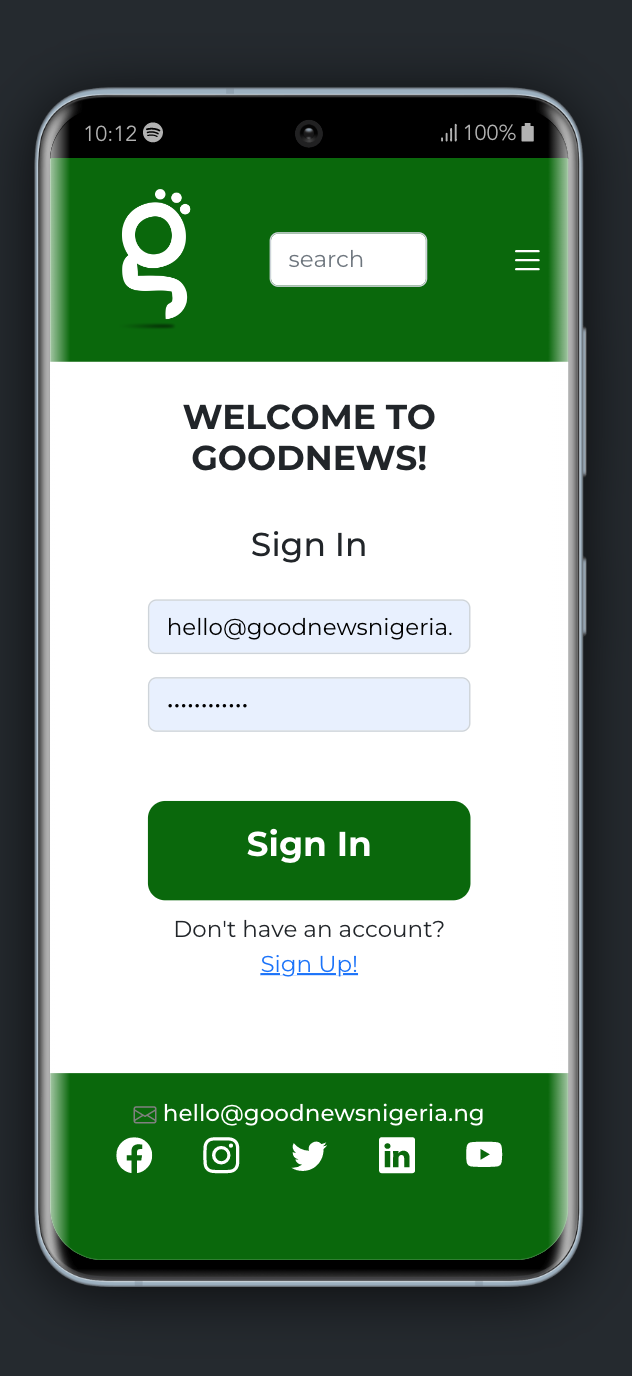 10:12
100%
search
WELCOME TO
GOODNEWS!
Sign In
hello@goodnewsnigeria.
••••••••••••
Sign In
Don't have an account?
Sign Up!
hello@goodnewsnigeria.ng